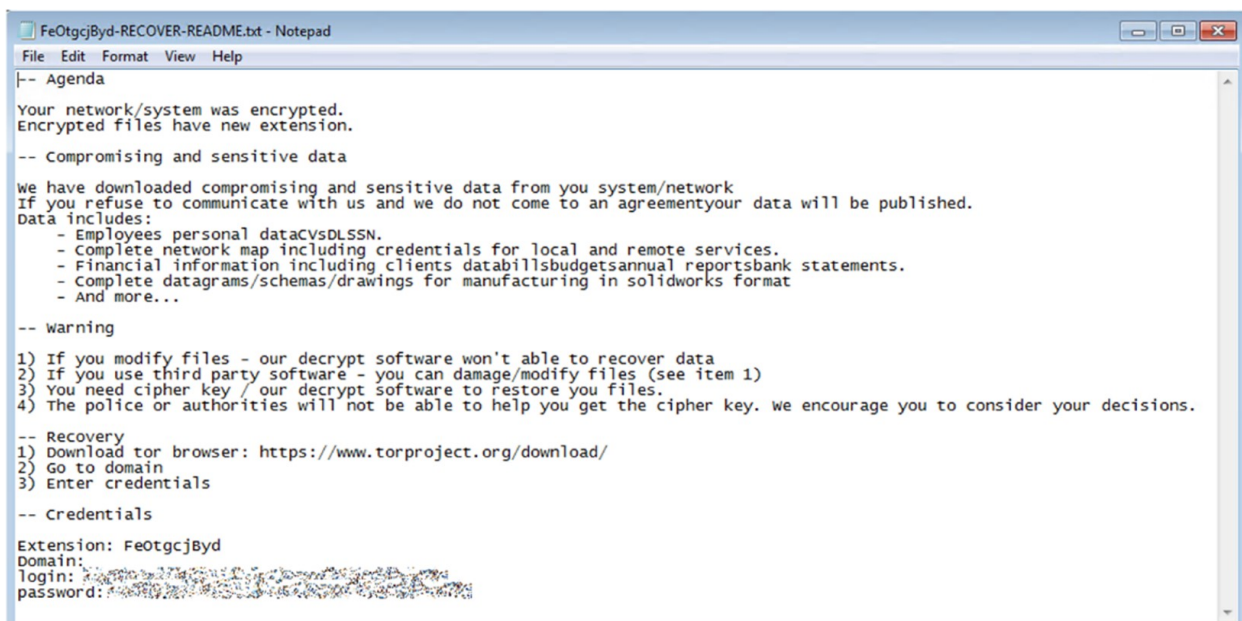 FeOtgcjByd-RECOVER-README.txt - Notepad
File Edit Format View Help
-- Agenda
Your network/system was encrypted.
Encrypted files have new extension.
-- Compromising and sensitive data
We have downloaded compromising and sensitive data from you system/network
If you refuse to communicate with us and we do not come to an agreementyour data will be published.
Data includes:
- Employees personal dataCVsDLSSN.
- Complete network map including credentials for local and remote services.
- Financial information including clients databillsbudgetsannual reportsbank statements.
- Complete datagrams/schemas/drawings for manufacturing in solidworks format
- And more...
-- Warning
1) If you modify files - our decrypt software won't able to recover data
2) If you use third party software - you can damage/modify files (see item 1)
3) You need cipher key / our decrypt software to restore you files.
4) The police or authorities will not be able to help you get the cipher key. We encourage you to consider your decisions.
-- Recovery
1) Download tor browser: https://www.torproject.org/download/
2) Go to domain
3) Enter credentials
-- Credentials
Extension: FeOtgcjByd
Domain:
login:
password: